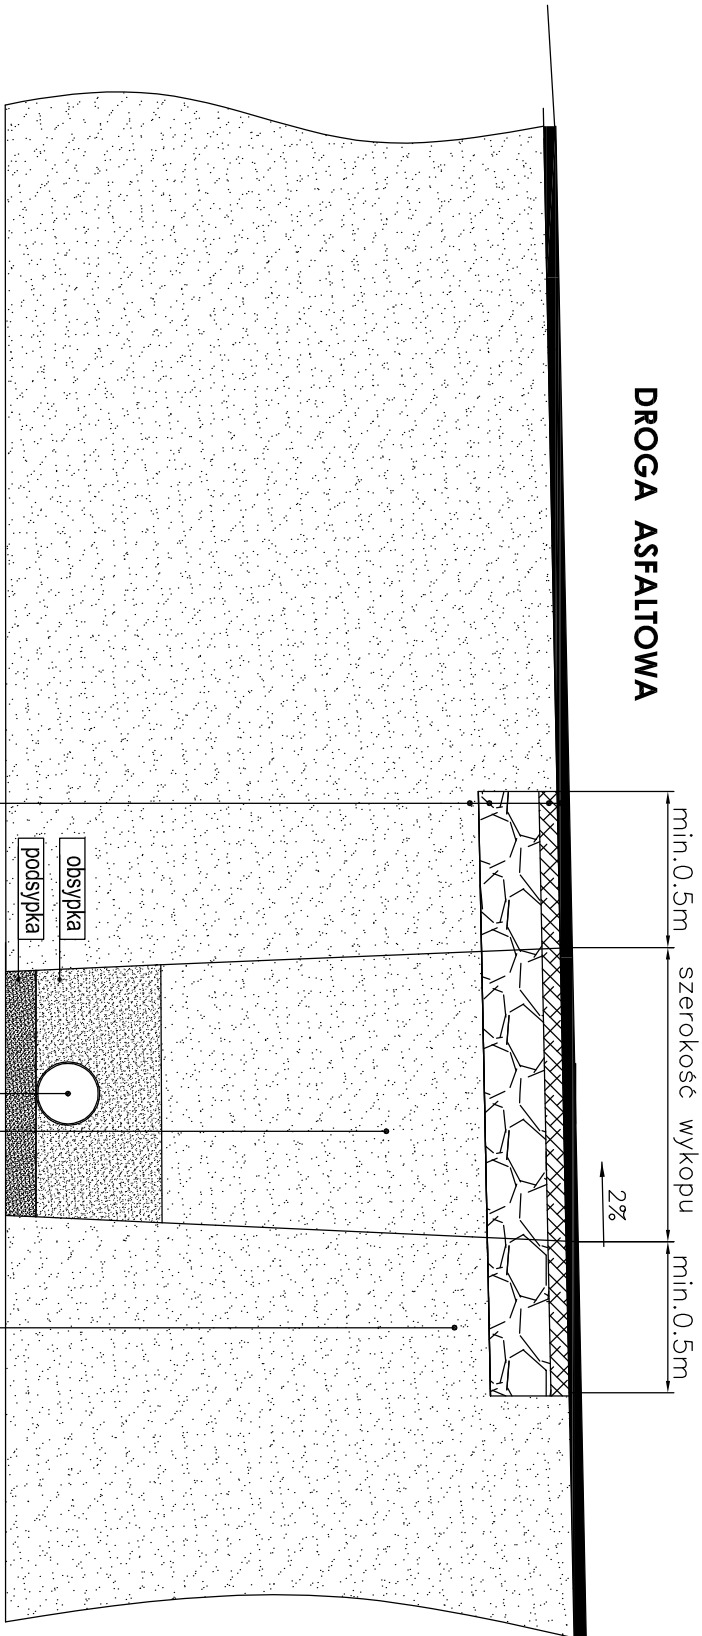 DROGA ASFALTOWA
min.0.5m
szerokość wykopu
min.0.5m
2%
obsypka
podsypka